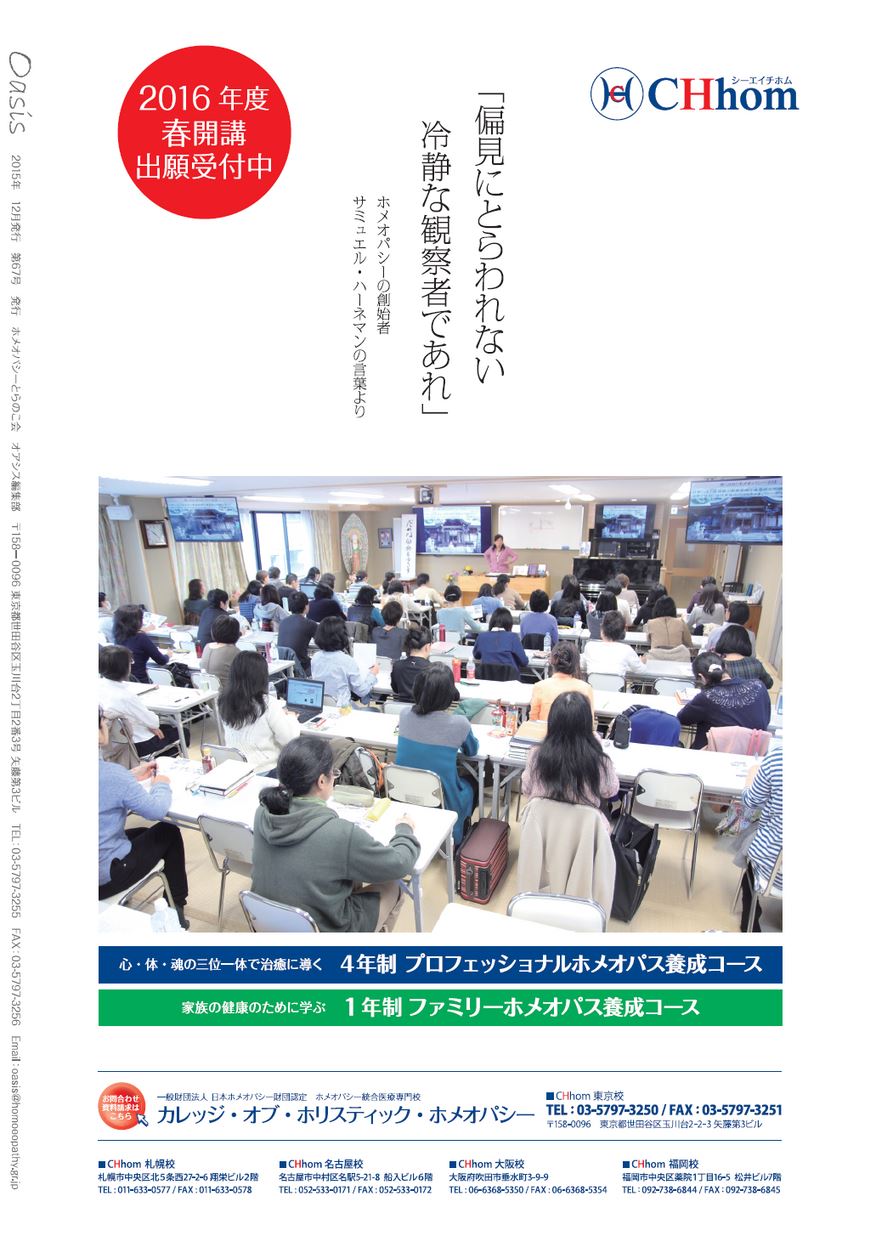 2016年度
春開講
出願受付中
シーエイチホム
CHhom
「偏見にとらわれない
冷静な観察者であれ」
ホメオパシーの創始者
サミュエル・ハーネマンの言葉より
Oasis 2015年 12月発行 第67号 発行 ホメオパシーとらのこ会 オアシス編集部 〒158ー0096 東京都世田谷区玉川台2丁目2番3号 矢藤第3ビル TEL：03-5797-3255 FAX：03-5797-3256 Email：oasis@homoeopathy.gr.jp
心・体・魂の三位一体で治癒に導く 4年制 プロフェッショナルホメオパス養成コース
家族の健康のために学ぶ 1年制 ファミリーホメオパス養成コース
お問合わせ
資料請求は
こちら
一般財団法人 日本ホメオパシー財団認定 ホメオパシー統合医療専門校
カレッジ・オブ・ホリスティック・ホメオパシー
■CHhom 東京校
TEL：03-5797-3250 / FAX：03-5797-3251
〒158-0096 東京都世田谷区玉川台2-2-3 矢藤第3ビル
■CHhom 札幌校
札幌市中央区北5条西27-2-6 翔栄ビル2階
TEL：011-633-0577 / FAX：011-633-0578
■CHhom 名古屋校
名古屋市中村区名駅5-21-8 船入ビル6階
TEL：052-533-0171 / FAX：052-533-0172
■CHhom 大阪校
大阪府吹田市垂水町3-9-9
TEL：06-6368-5350 / FAX：06-6368-5354
■CHhom 福岡校
福岡市中央区薬院1丁目16-5 松井ビル7階
TEL：092-738-6844 / FAX：092-738-6845